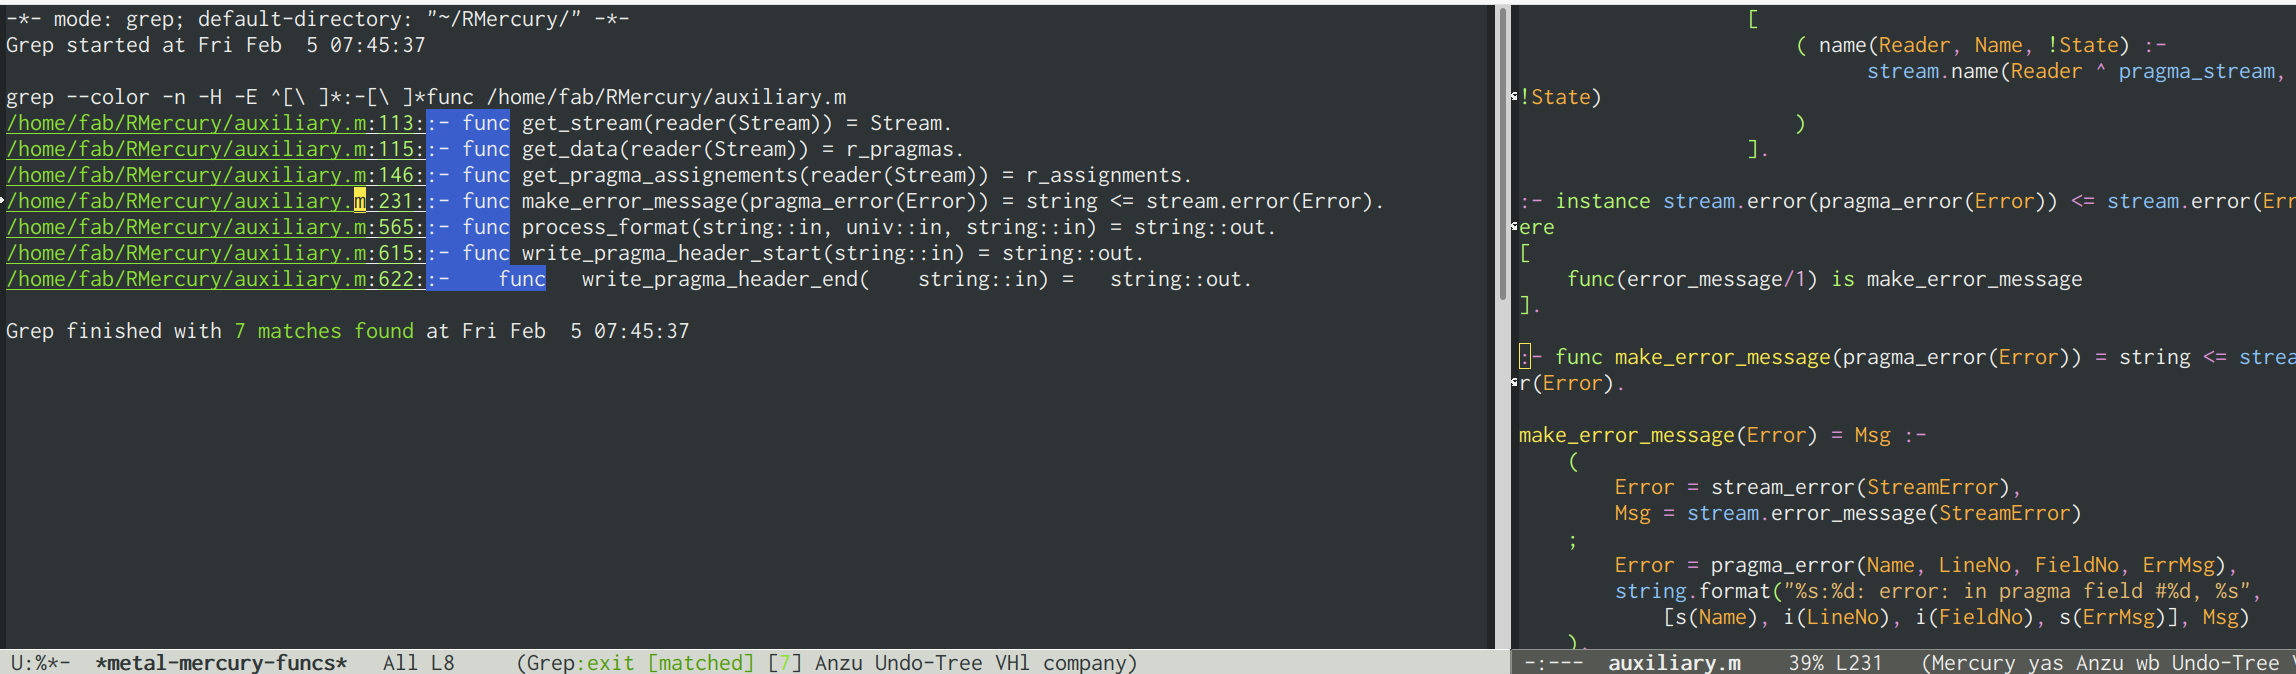 -*- mode: grep; default-directory: "~/RMercury/" -*-
Grep started at Fri Feb  5 07:45:37
grep --color -n -H -E ^[\ ]*:-[\ ]*func /home/fab/RMercury/auxiliary.m
/home/fab/RMercury/auxiliary.m:113::- func get_stream(reader(Stream)) = Stream.
/home/fab/RMercury/auxiliary.m:115::- func get_data(reader(Stream)) = r_pragmas.
/home/fab/RMercury/auxiliary.m:146::- func get_pragma_assignements(reader(Stream)) = r_assignments.
/home/fab/RMercury/auxiliary.m:231::- func make_error_message(pragma_error(Error)) = string <= stream.error(Error).
/home/fab/RMercury/auxiliary.m:565::- func process_format(string::in, univ::in, string::in) = string::out.
/home/fab/RMercury/auxiliary.m:615::- func write_pragma_header_start(string::in) = string::out.
/home/fab/RMercury/auxiliary.m:622::-    func   write_pragma_header_end(    string::in) =   string::out.
Grep finished with 7 matches found at Fri Feb  5 07:45:37
U:%*-  *metal-mercury-funcs*   All L8     (Grep:exit [matched] [7] Anzu Undo-Tree VHl company)
[
( name(Reader, Name, !State) :-
stream.name(Reader ^ pragma_stream,
!State)
)
].
:- instance stream.error(pragma_error(Error)) <= stream.error(Err
ere
[
func(error_message/1) is make_error_message
].
:- func make_error_message(pragma_error(Error)) = string <= strea
r(Error).
make_error_message(Error) = Msg :-
(
Error = stream_error(StreamError),
Msg = stream.error_message(StreamError)
;
Error = pragma_error(Name, LineNo, FieldNo, ErrMsg),
string.format("%s:%d: error: in pragma field #%d, %s",
[s(Name), i(LineNo), i(FieldNo), s(ErrMsg)], Msg)
).
-:---  auxiliary.m    39% L231   (Mercury yas Anzu wb Undo-Tree